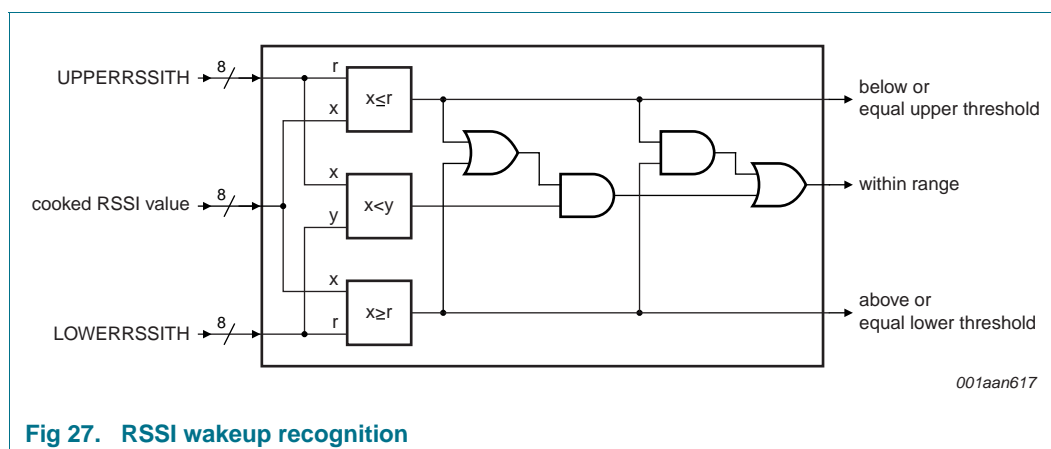 UPPERRSSITH
8
r
x
x≤r
below or
equal upper threshold
cooked RSSI value
8
x
y
x<y
within range
LOWERRSSITH
8
x
r
x≥r
above or
equal lower threshold
001aan617
Fig 27. RSSI wakeup recognition